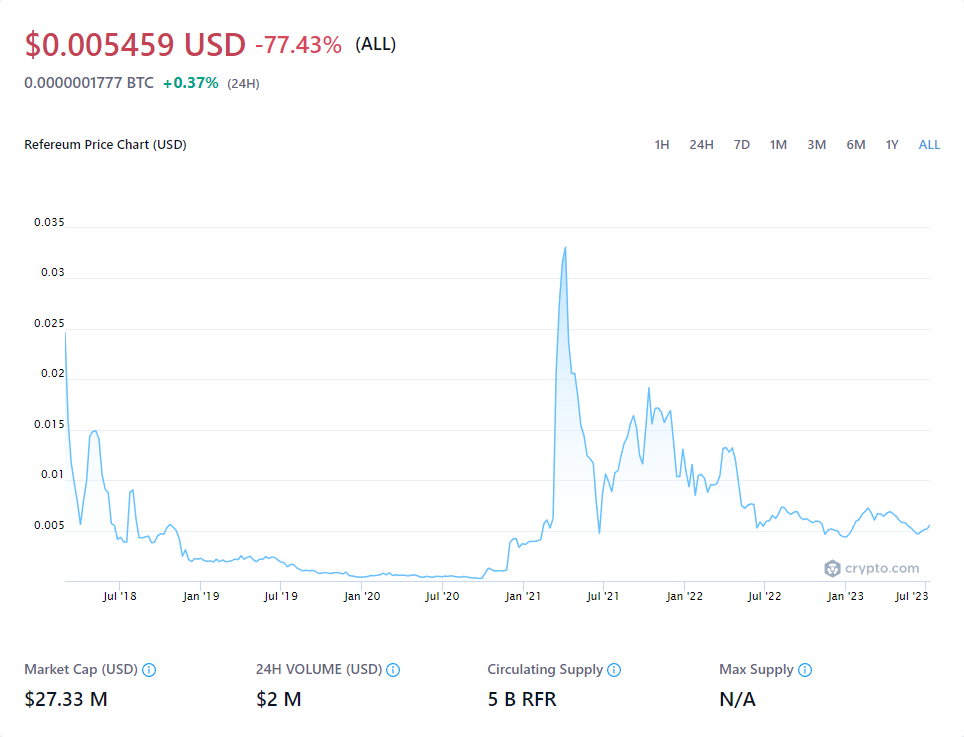 $0.005459 USD -77.43% (ALL)
0.0000001777 BTC +0.37% (24H)
Refereum Price Chart (USD) 1H 24H 7D 1M 3M 6M 1Y ALL
0.035
0.03
0.025
0.02
0.015
0.01
0.005
crypto.com
Jul '18 Jan '19 Jul '19 Jan '20 Jul '20 Jan '21 Jul '21 Jan '22 Jul '22 Jan '23 Jul '23
Market Cap (USD) 24H VOLUME (USD) Circulating Supply Max Supply
$27.33 M $2 M 5 B RFR N/A